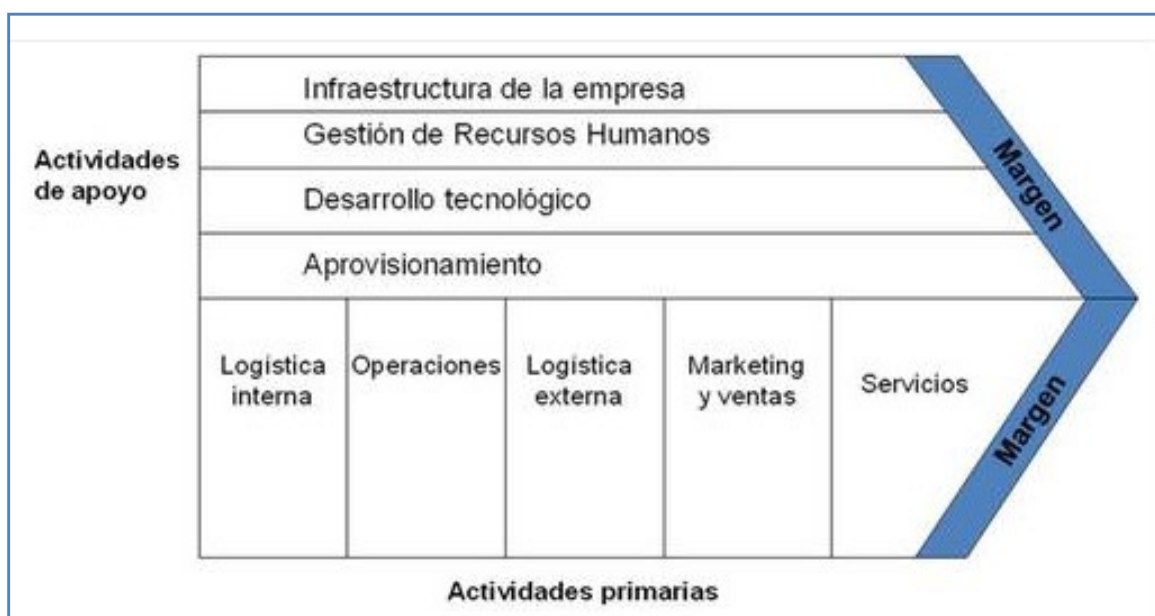 Infraestructura de la empresa
Gestión de Recursos Humanos
Actividades
de apoyo
Desarrollo tecnológico
Aprovisionamiento
Margen
Logística
interna
Operaciones
Logística
externa
Marketing
y ventas
Servicios
Margen
Actividades primarias